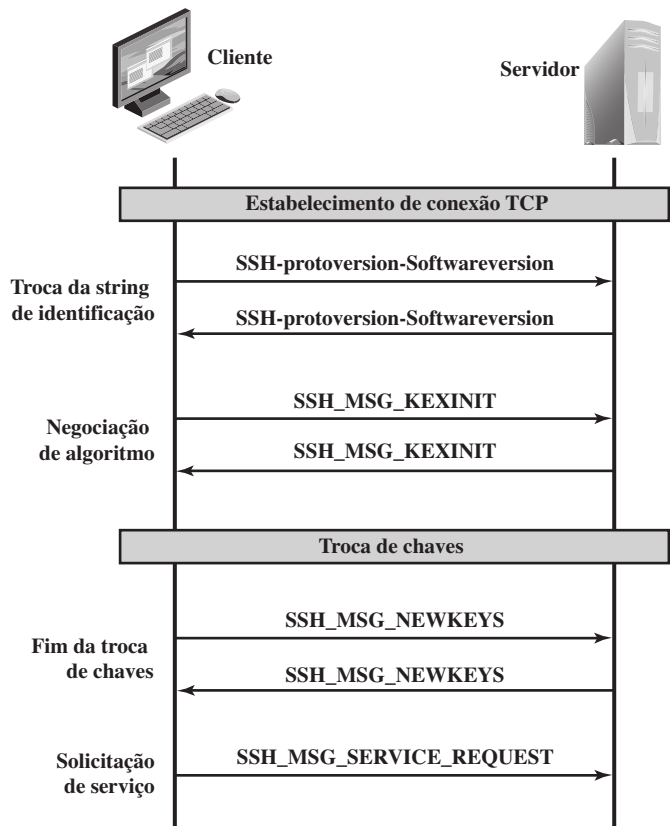 Cliente
Servidor
Estabelecimento de conexão TCP
SSH-protoversion-Softwareversion
Troca da string
de identificação
SSH-protoversion-Softwareversion
SSH_MSG_KEXINIT
Negociação
de algoritmo
SSH_MSG_KEXINIT
Troca de chaves
SSH_MSG_NEWKEYS
Fim da troca
de chaves
SSH_MSG_NEWKEYS
Solicitação
de serviço
SSH_MSG_SERVICE_REQUEST